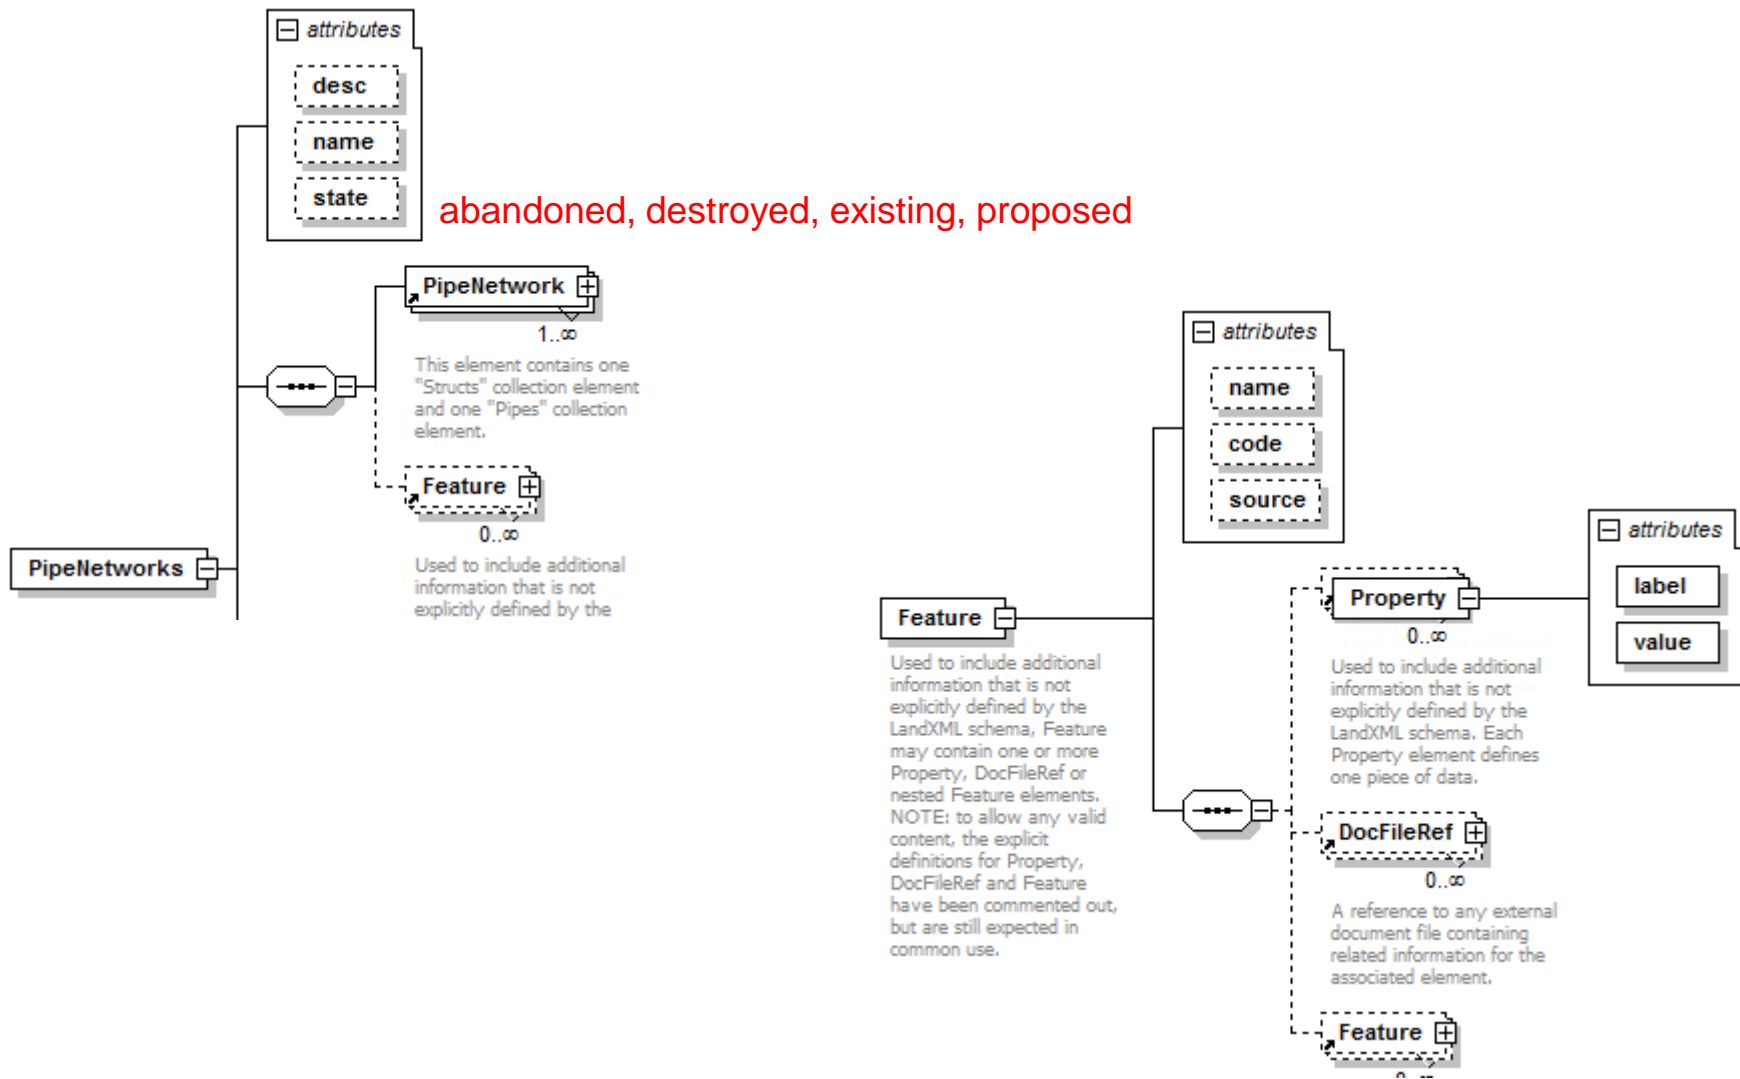 attributes
desc
name
state
abandoned, destroyed, existing, proposed
PipeNetwork
1..∞
This element contains one
"Structs" collection element
and one "Pipes" collection
element.
Feature
0..∞
Used to include additional
information that is not
explicitly defined by the
PipeNetworks
attributes
name
code
source
Feature
Used to include additional
information that is not
explicitly defined by the
LandXML schema, Feature
may contain one or more
Property, DocFileRef or
nested Feature elements.
NOTE: to allow any valid
content, the explicit
definitions for Property,
DocFileRef and Feature
have been commented out,
but are still expected in
common use.
Property
0..∞
Used to include additional
information that is not
explicitly defined by the
LandXML schema. Each
Property element defines
one piece of data.
attributes
label
value
DocFileRef
0..∞
A reference to any external
document file containing
related information for the
associated element.
Feature